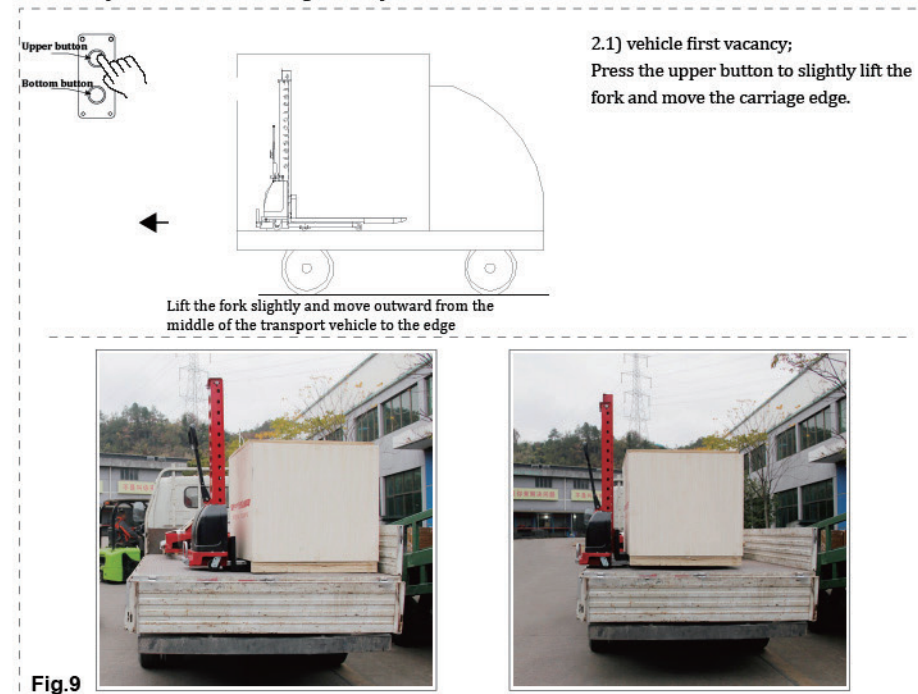 Upper button
Bottom button
2.1) vehicle first vacancy;
Press the upper button to slightly lift the
fork and move the carriage edge.
Lift the fork slightly and move outward from the
middle of the transport vehicle to the edge
Fig.9